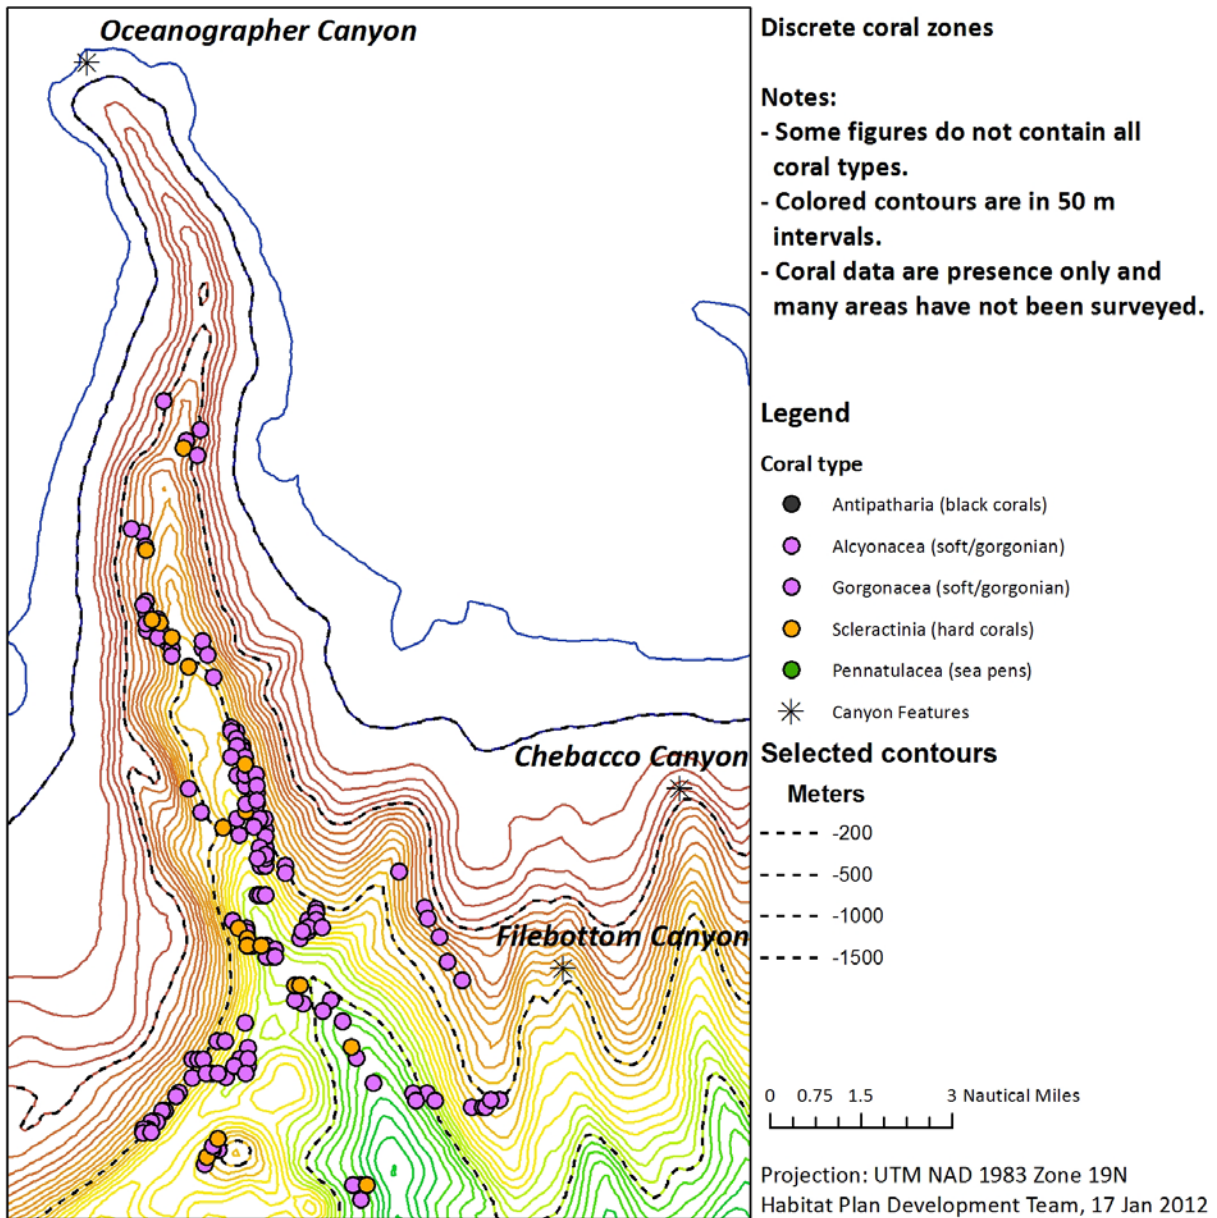 Oceanographer Canyon
Chebacco Canyon
Filebottom Canyon
Discrete coral zones
Notes:
- Some figures do not contain all
coral types.
- Colored contours are in 50 m
intervals.
- Coral data are presence only and
many areas have not been surveyed.
Legend
Coral type
Antipatharia (black corals)
Alcyonacea (soft/gorgonian)
Gorgonacea (soft/gorgonian)
Scleractinia (hard corals)
Pennatulacea (sea pens)
Canyon Features
Selected contours
Meters
-200
-500
-1000
-1500
0 0.75 1.5 3 Nautical Miles
Projection: UTM NAD 1983 Zone 19N
Habitat Plan Development Team, 17 Jan 2012